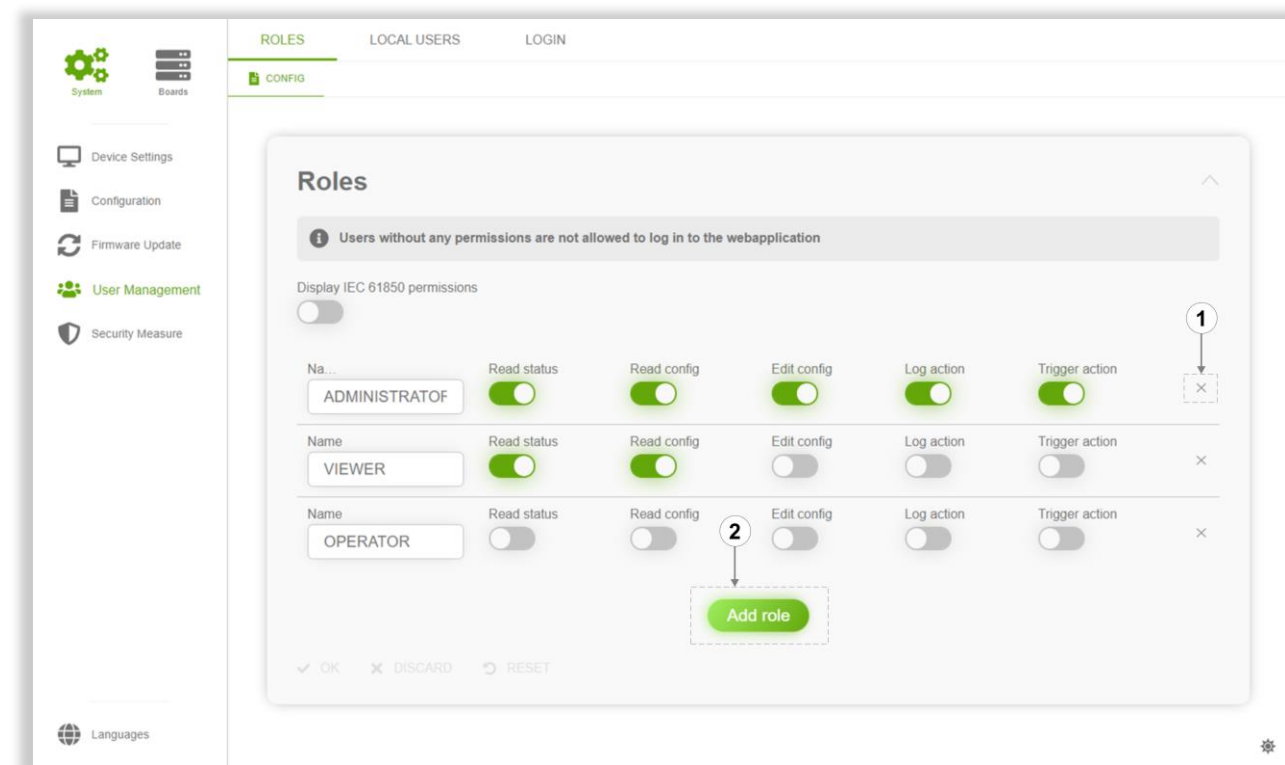 ROLES LOCAL USERS LOGIN
System Boards
CONFIG
Device Settings
Configuration
Firmware Update
User Management
Security Measure
Languages
Roles
Users without any permissions are not allowed to log in to the webapplication
Display IEC 61850 permissions
1
Na... Read status Read config Edit config Log action Trigger action
ADMINISTRATOR
Name Read status Read config Edit config Log action Trigger action
VIEWER
Name Read status Read config Edit config Log action Trigger action
OPERATOR
2
Add role
OK DISCARD RESET